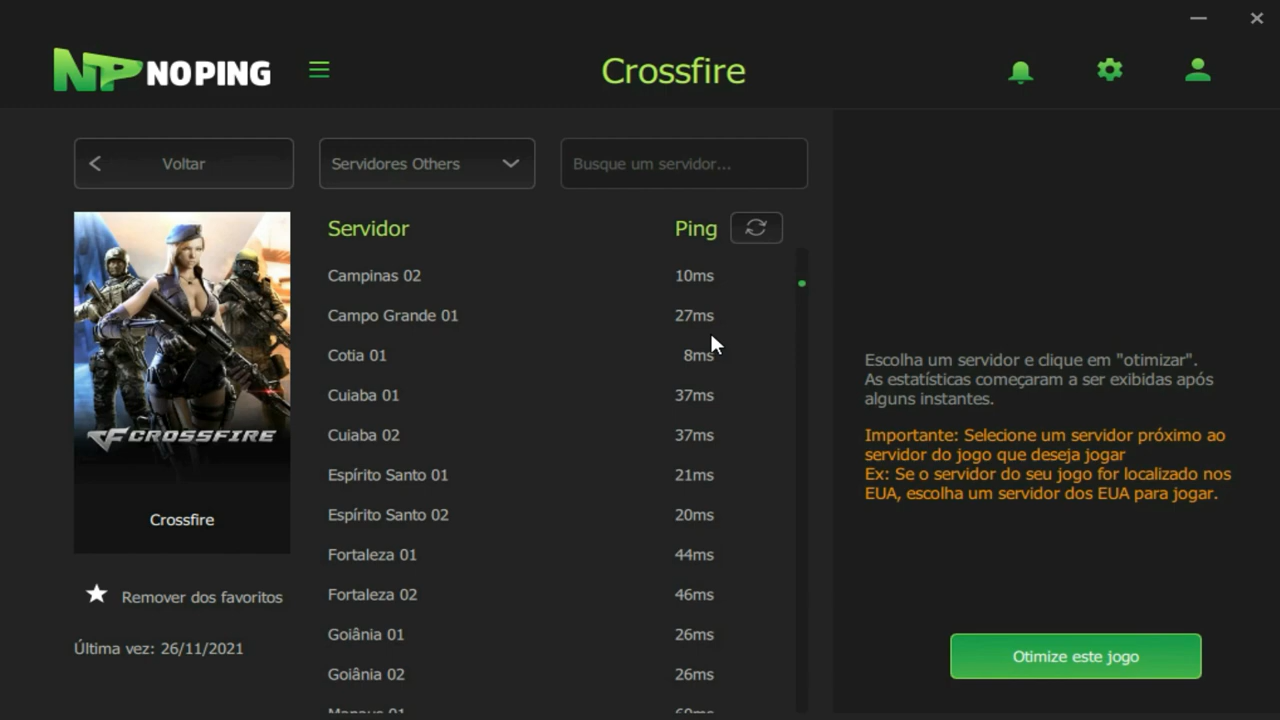 NP NOPING
Crossfire
Voltar
Servidores Others
Busque um servidor...
Servidor Ping
Campinas 02 10ms
Campo Grande 01 27ms
Cotia 01 8ms
Cuiaba 01 37ms
Cuiaba 02 37ms
Espírito Santo 01 21ms
Espírito Santo 02 20ms
Fortaleza 01 44ms
Fortaleza 02 46ms
Goiânia 01 26ms
Goiânia 02 26ms
Manaus 01 60ms
CF CROSSFIRE
Crossfire
Remover dos favoritos
Última vez: 26/11/2021
Escolha um servidor e clique em "otimizar".
As estatísticas começaram a ser exibidas após
alguns instantes.
Importante: Selecione um servidor próximo ao
servidor do jogo que deseja jogar
Ex: Se o servidor do seu jogo for localizado nos
EUA, escolha um servidor dos EUA para jogar.
Otimize este jogo